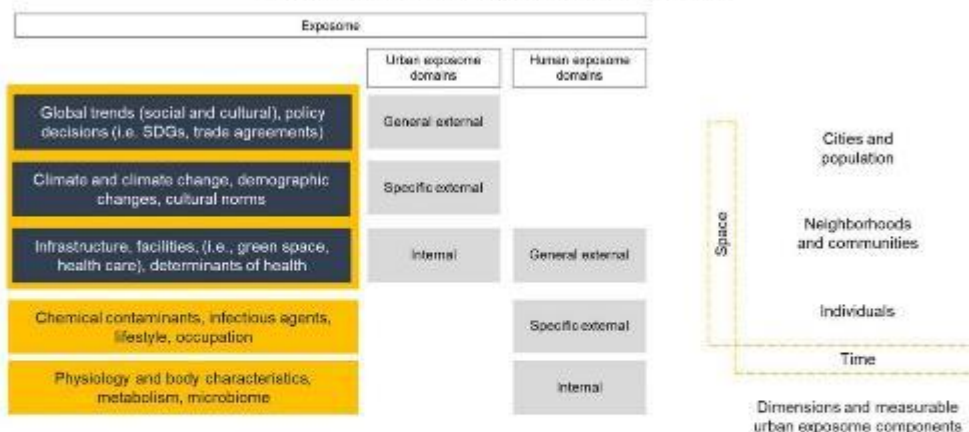 Exposome
Urban exposome
domains
Human exposome
domains
Global trends (social and cultural), policy
decisions (i.e. SDGs, trade agreements)
General external
Climate and climate change, demographic
changes, cultural norms
Specific external
Infrastructure, facilities, (i.e., green space,
health care), determinants of health
Internal
General external
Chemical contaminants, infectious agents,
lifestyle, occupation
Specific external
Physiology and body characteristics,
metabolism, microbiome
Internal
Space
Cities and
population
Neighborhoods
and communities
Individuals
Time
Dimensions and measurable
urban exposome components